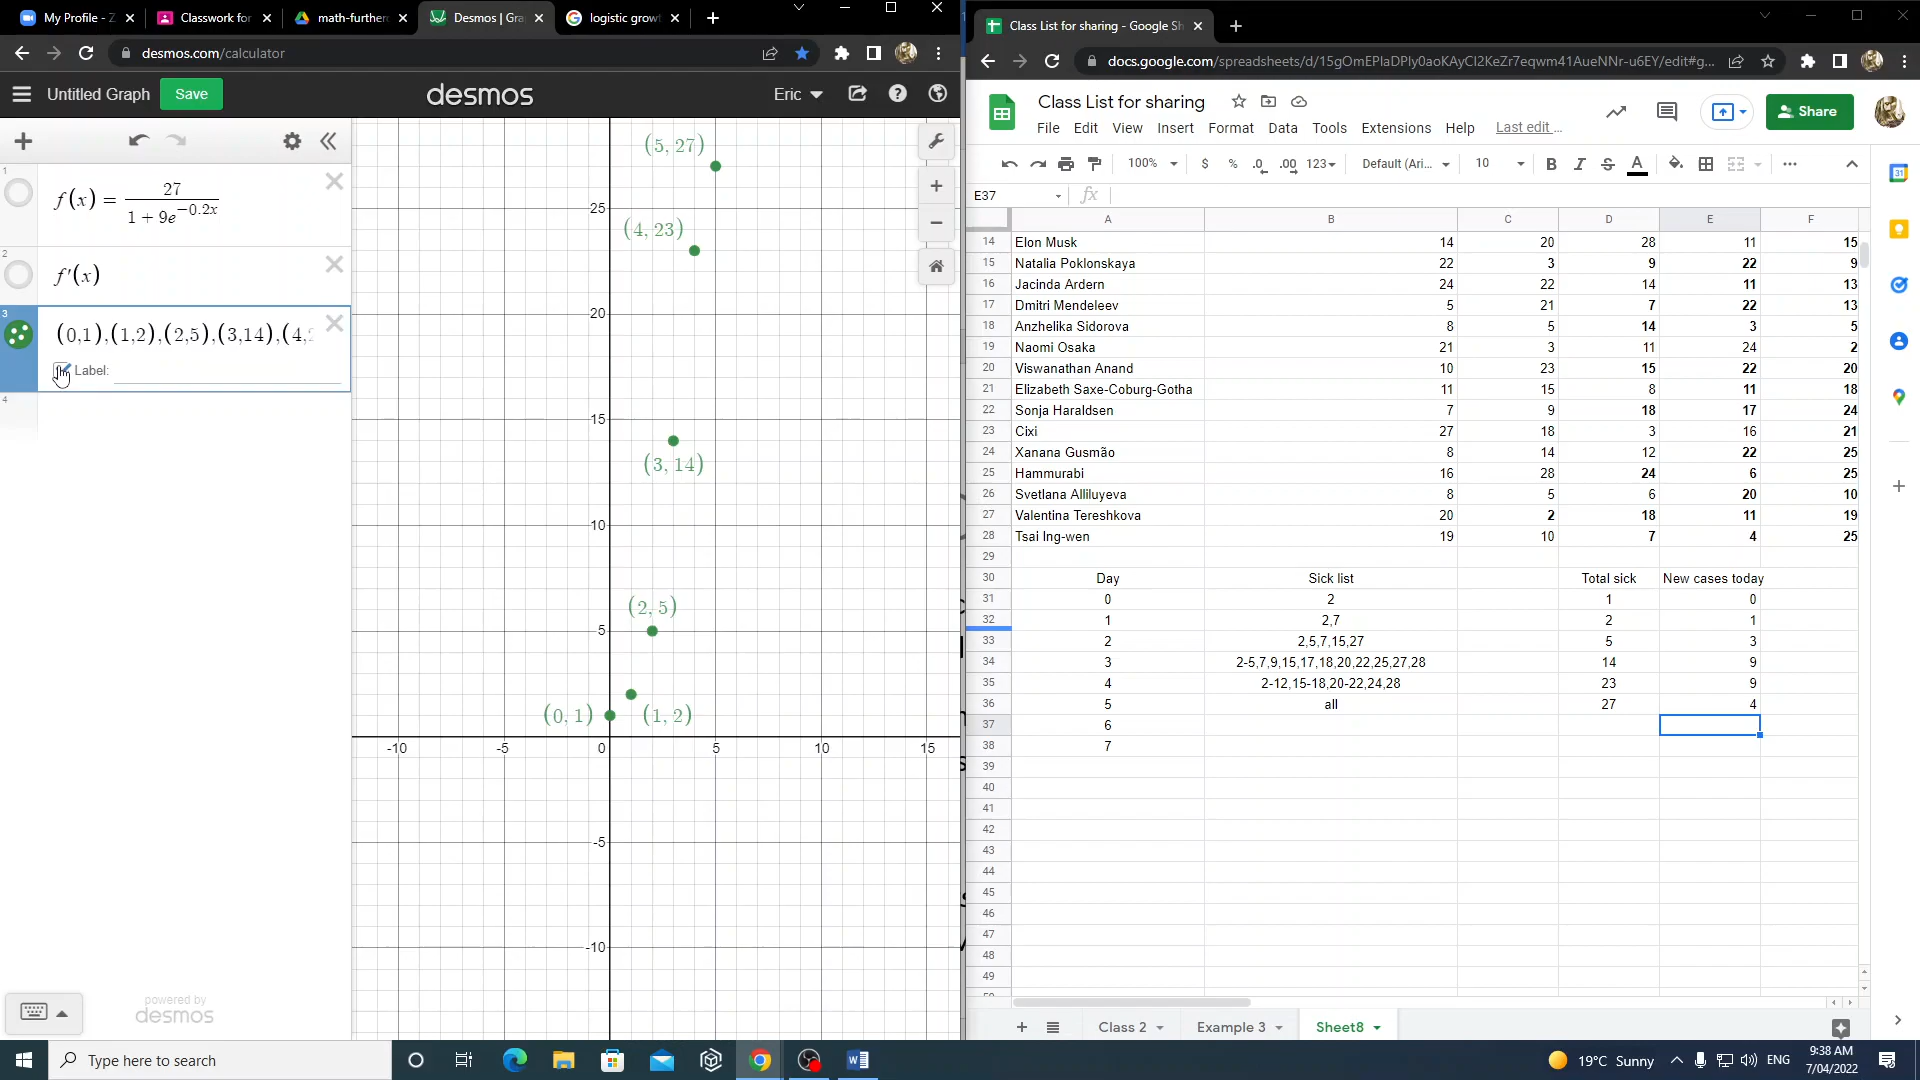 My Profile - Z
Classwork for
math-further
Desmos | Gra
logistic growt
desmos.com/calculator
Untitled Graph
Save
desmos
Eric
1
f(x) = 27 / 1 + 9e^−0.2x
2
f′(x)
3
(0,1),(1,2),(2,5),(3,14),(4,2
Label:
4
powered by
desmos
(5, 27)
25
(4, 23)
20
15
(3, 14)
10
(2, 5)
5
(0, 1)
(1, 2)
-10
-5
0
5
10
15
-5
-10
Class List for sharing - Google Sh
docs.google.com/spreadsheets/d/15gOmEPlaDPly0aoKAyCI2KeZr7eqwm41AueNNr-u6EY/edit#g...
Class List for sharing
File Edit View Insert Format Data Tools Extensions Help Last edit ...
Share
100% $ % .0 .00 123 Default (Ari... 10 B I S A
E37 fx
A B C D E F
14 Elon Musk 14 20 28 11 15
15 Natalia Poklonskaya 22 3 9 22 9
16 Jacinda Ardern 24 22 14 11 13
17 Dmitri Mendeleev 5 21 7 22 13
18 Anzhelika Sidorova 8 5 14 3 5
19 Naomi Osaka 21 3 11 24 2
20 Viswanathan Anand 10 23 15 22 20
21 Elizabeth Saxe-Coburg-Gotha 11 15 8 11 18
22 Sonja Haraldsen 7 9 18 17 24
23 Cixi 27 18 3 16 21
24 Xanana Gusmão 8 14 12 22 25
25 Hammurabi 16 28 24 6 25
26 Svetlana Alliluyeva 8 5 6 20 10
27 Valentina Tereshkova 20 2 18 11 19
28 Tsai Ing-wen 19 10 7 4 25
29
30 Day Sick list Total sick New cases today
31 0 2 1 0
32 1 2,7 2 1
33 2 2,5,7,15,27 5 3
34 3 2-5,7,9,15,17,18,20,22,25,27,28 14 9
35 4 2-12,15-18,20-22,24,28 23 9
36 5 all 27 4
37 6
38 7
39
40
41
42
43
44
45
46
47
48
49
Class 2 Example 3 Sheet8
31
Type here to search
19°C Sunny
ENG
9:38 AM
7/04/2022